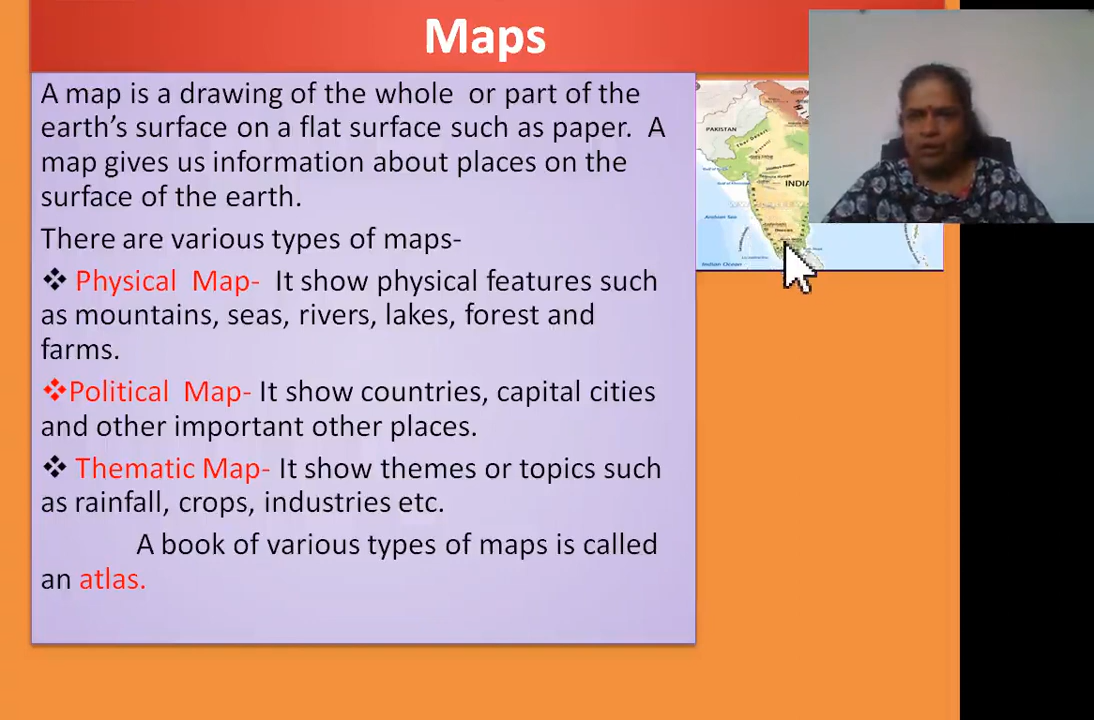 Maps
A map is a drawing of the whole or part of the
earth's surface on a flat surface such as paper. A
map gives us information about places on the
surface of the earth.
There are various types of maps-
❖ Physical Map- It show physical features such
as mountains, seas, rivers, lakes, forest and
farms.
❖Political Map- It show countries, capital cities
and other important other places.
❖ Thematic Map- It show themes or topics such
as rainfall, crops, industries etc.
A book of various types of maps is called
an atlas.
PAKISTAN
Thar Desert
INDIA
Arabian Sea
Indian Ocean